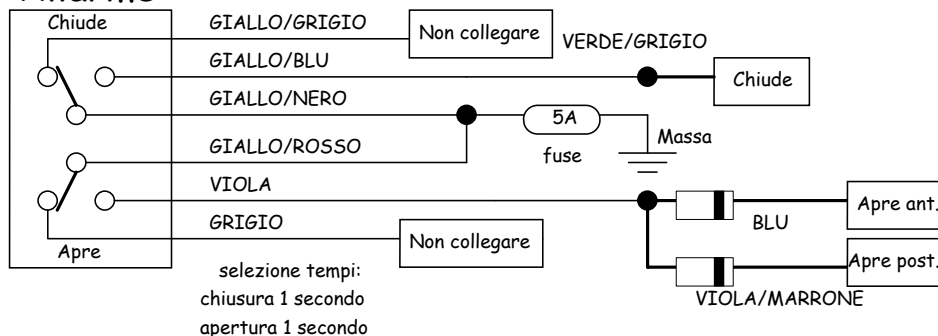 Chiude
GIALLO/GRIGIO
Non collegare
VERDE/GRIGIO
GIALLO/BLU
Chiude
GIALLO/NERO
5A
fuse
Massa
GIALLO/ROSSO
VIOLA
Apre ant.
BLU
GRIGIO
Non collegare
Apre
Apre post.
VIOLA/MARRONE
selezione tempi:
chiusura 1 secondo
apertura 1 secondo